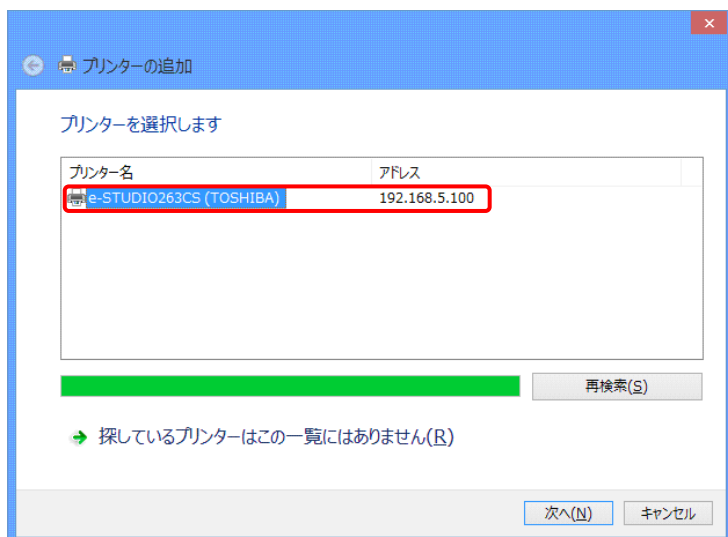 プリンターの追加
プリンターを選択します
プリンター名 アドレス
e-STUDIO263CS (TOSHIBA) 192.168.5.100
再検索(S)
探しているプリンターはこの一覧にはありません(R)
次へ(N) キャンセル